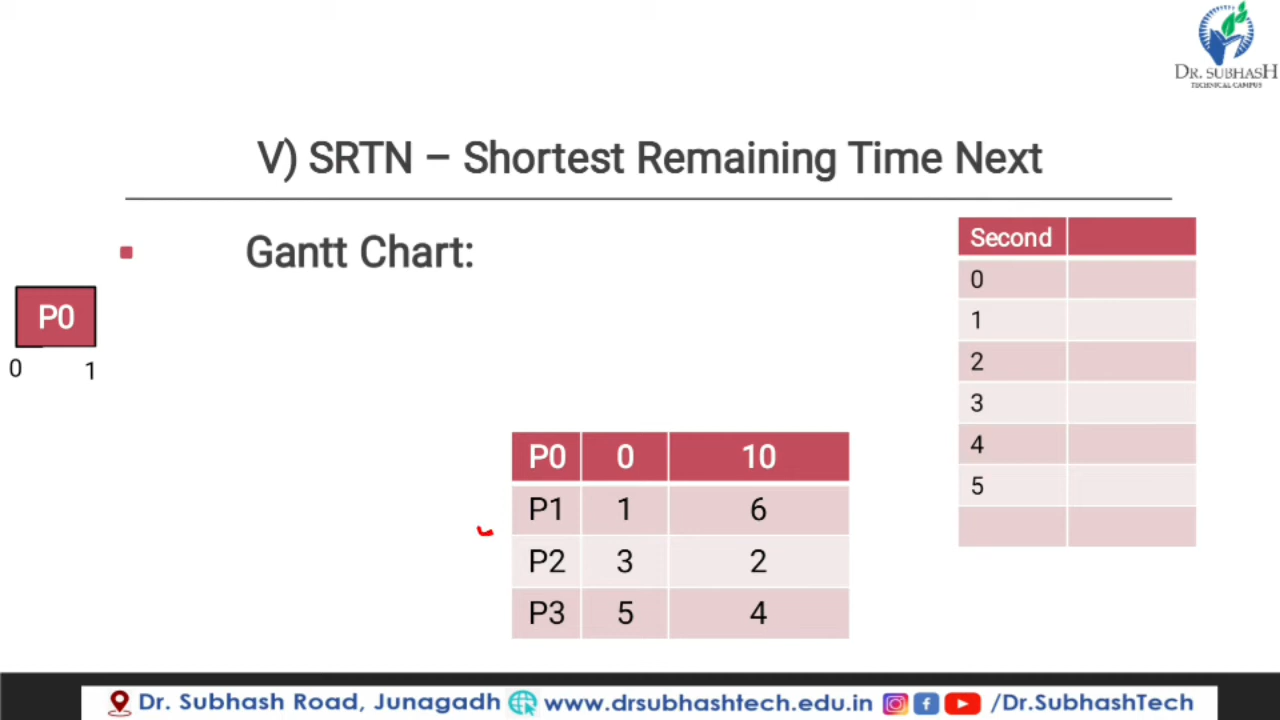 DR. SUBHASH
TECHNICAL CAMPUS
V) SRTN – Shortest Remaining Time Next
Gantt Chart:
P0
0 1
Second
0
1
2
3
4
5
P0 0 10
P1 1 6
P2 3 2
P3 5 4
Dr. Subhash Road, Junagadh www.drsubhashtech.edu.in /Dr.SubhashTech